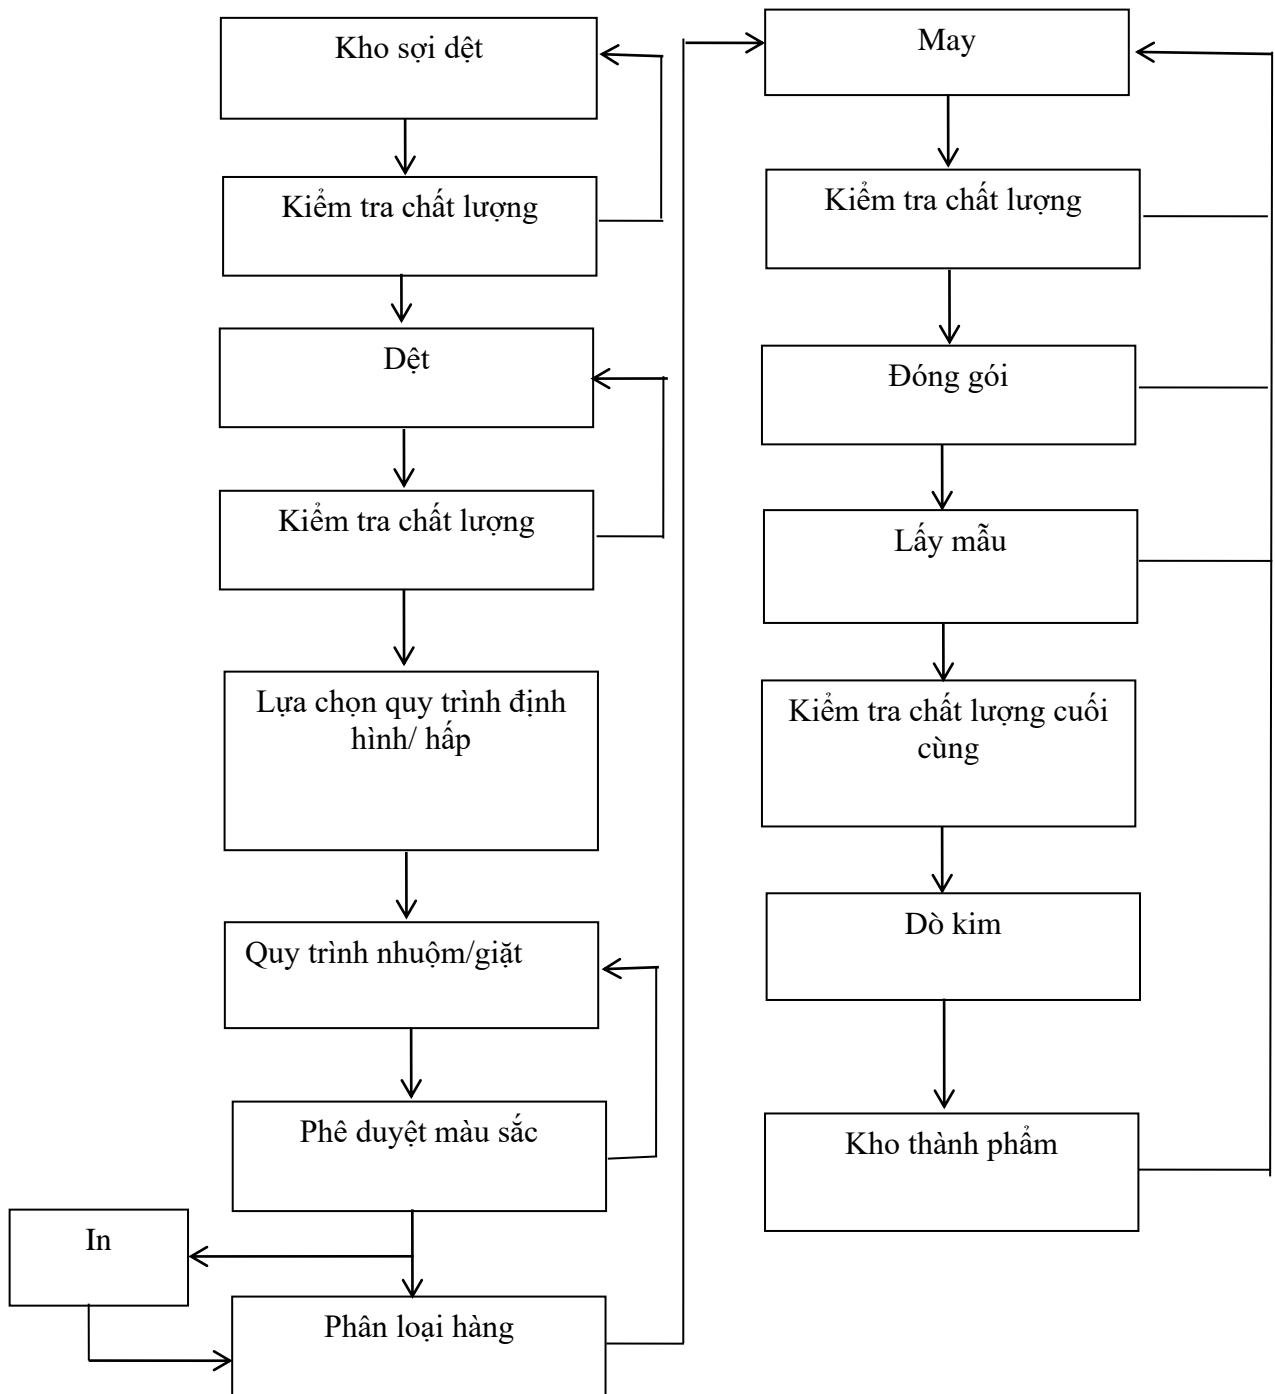 Kho sợi dệt
Kiểm tra chất lượng
Dệt
Kiểm tra chất lượng
Lựa chọn quy trình định
hình/ hấp
Quy trình nhuộm/giặt
Phê duyệt màu sắc
In
Phân loại hàng
May
Kiểm tra chất lượng
Đóng gói
Lấy mẫu
Kiểm tra chất lượng cuối
cùng
Dò kim
Kho thành phẩm